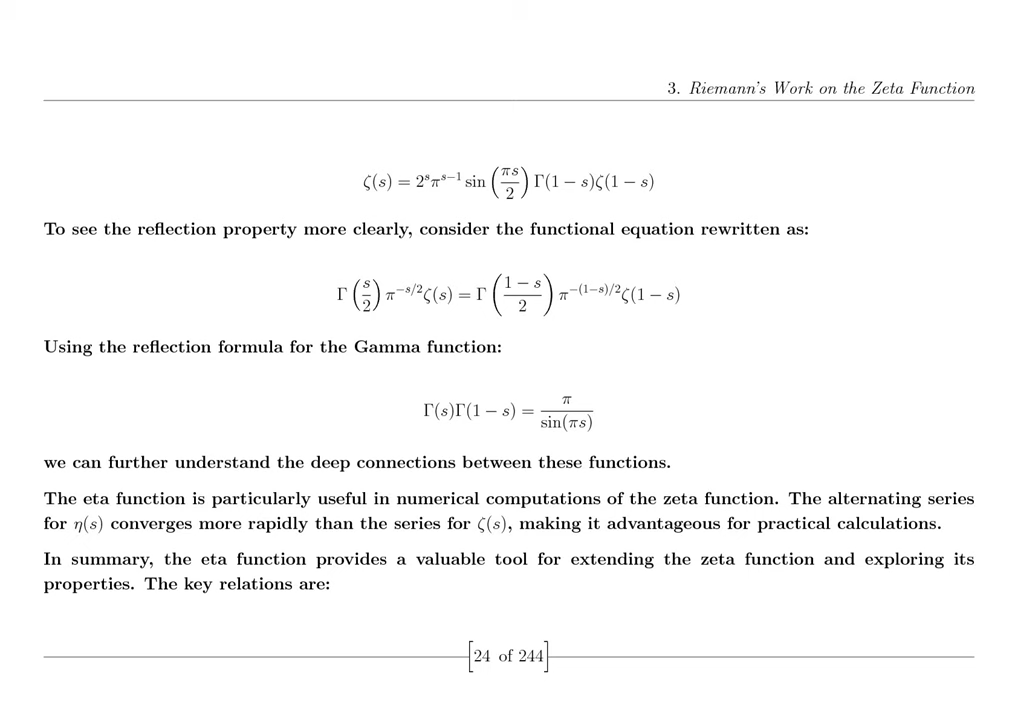 3. Riemann's Work on the Zeta Function
ζ(s) = 2^s π^{s−1} sin (πs/2) Γ(1 − s)ζ(1 − s)
To see the reflection property more clearly, consider the functional equation rewritten as:
Γ (s/2) π^{−s/2} ζ(s) = Γ ((1 − s)/2) π^{−(1−s)/2} ζ(1 − s)
Using the reflection formula for the Gamma function:
Γ(s)Γ(1 − s) = π/sin(πs)
we can further understand the deep connections between these functions.
The eta function is particularly useful in numerical computations of the zeta function. The alternating series
for η(s) converges more rapidly than the series for ζ(s), making it advantageous for practical calculations.
In summary, the eta function provides a valuable tool for extending the zeta function and exploring its
properties. The key relations are:
[24 of 244]